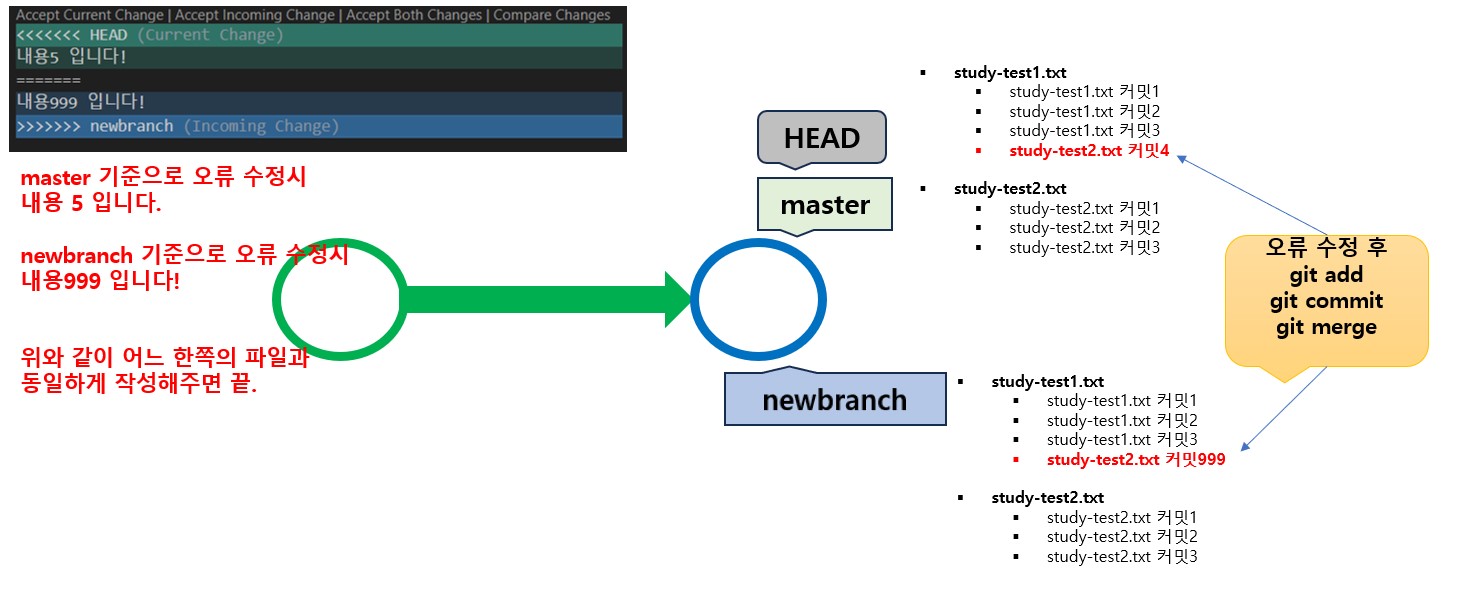 Accept Current Change | Accept Incoming Change | Accept Both Changes | Compare Changes
<<<<<<< HEAD (Current Change)
내용5 입니다!
=======
내용999 입니다!
>>>>>>> newbranch (Incoming Change)
master 기준으로 오류 수정시
내용 5 입니다.
newbranch 기준으로 오류 수정시
내용999 입니다!
위와 같이 어느 한쪽의 파일과
동일하게 작성해주면 끝.
HEAD
master
newbranch
study-test1.txt
study-test1.txt 커밋1
study-test1.txt 커밋2
study-test1.txt 커밋3
study-test2.txt 커밋4
study-test2.txt
study-test2.txt 커밋1
study-test2.txt 커밋2
study-test2.txt 커밋3
오류 수정 후
git add
git commit
git merge
study-test1.txt
study-test1.txt 커밋1
study-test1.txt 커밋2
study-test1.txt 커밋3
study-test2.txt 커밋999
study-test2.txt
study-test2.txt 커밋1
study-test2.txt 커밋2
study-test2.txt 커밋3